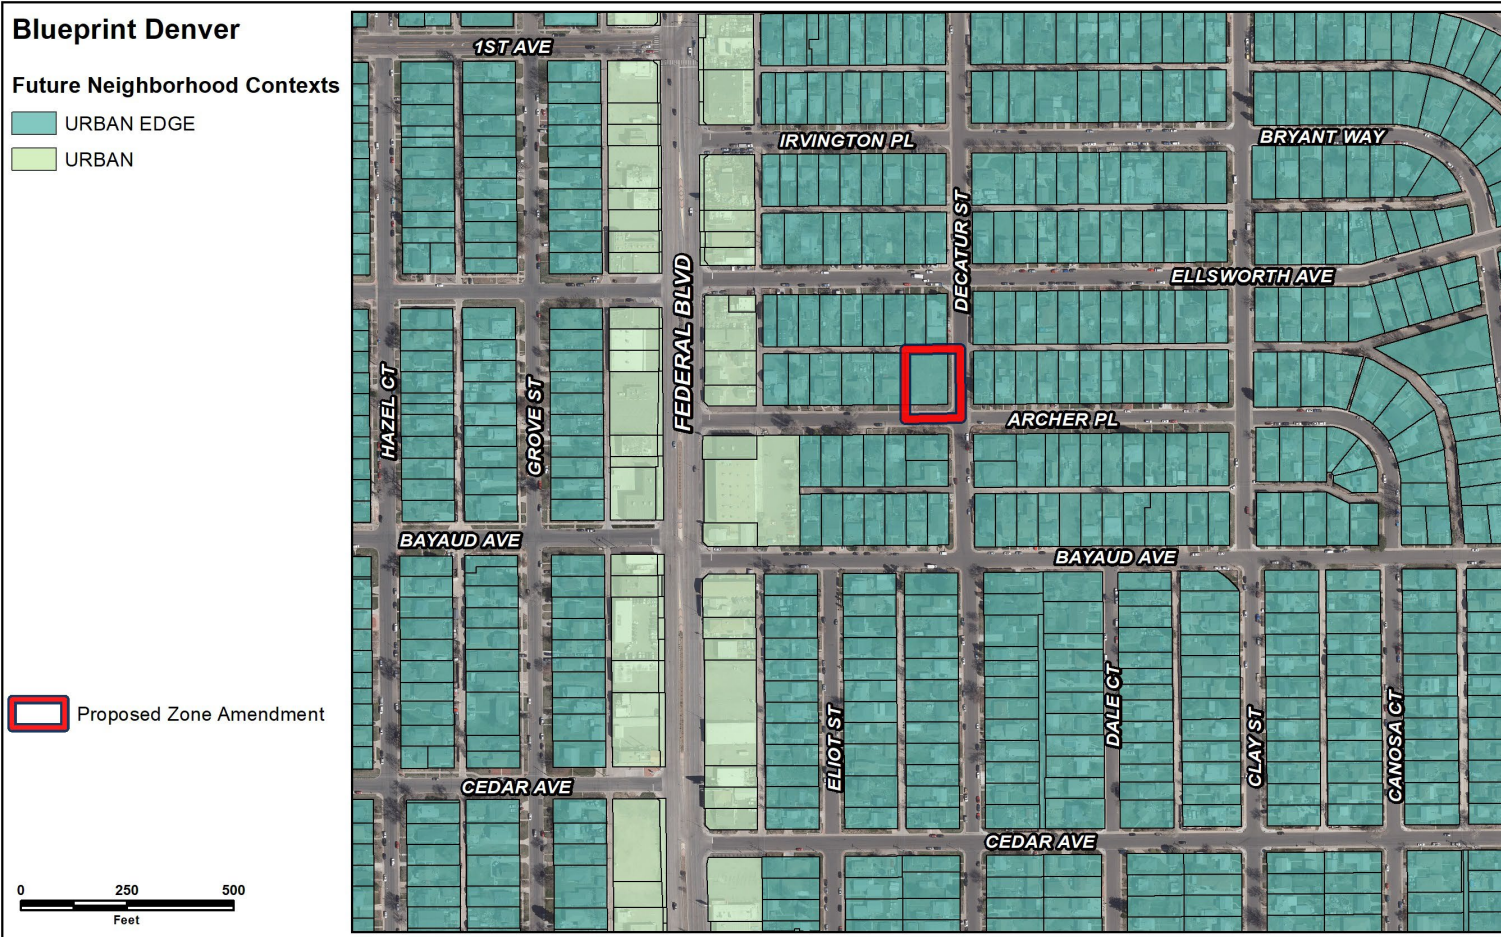 Blueprint Denver
Future Neighborhood Contexts
URBAN EDGE
URBAN
Proposed Zone Amendment
0 250 500
Feet
1ST AVE
IRVINGTON PL
BRYANT WAY
DECATUR ST
ELLSWORTH AVE
FEDERAL BLVD
HAZEL CT
GROVE ST
ARCHER PL
BAYAUD AVE
BAYAUD AVE
ELIOT ST
DALE CT
CLAY ST
CANOSA CT
CEDAR AVE
CEDAR AVE